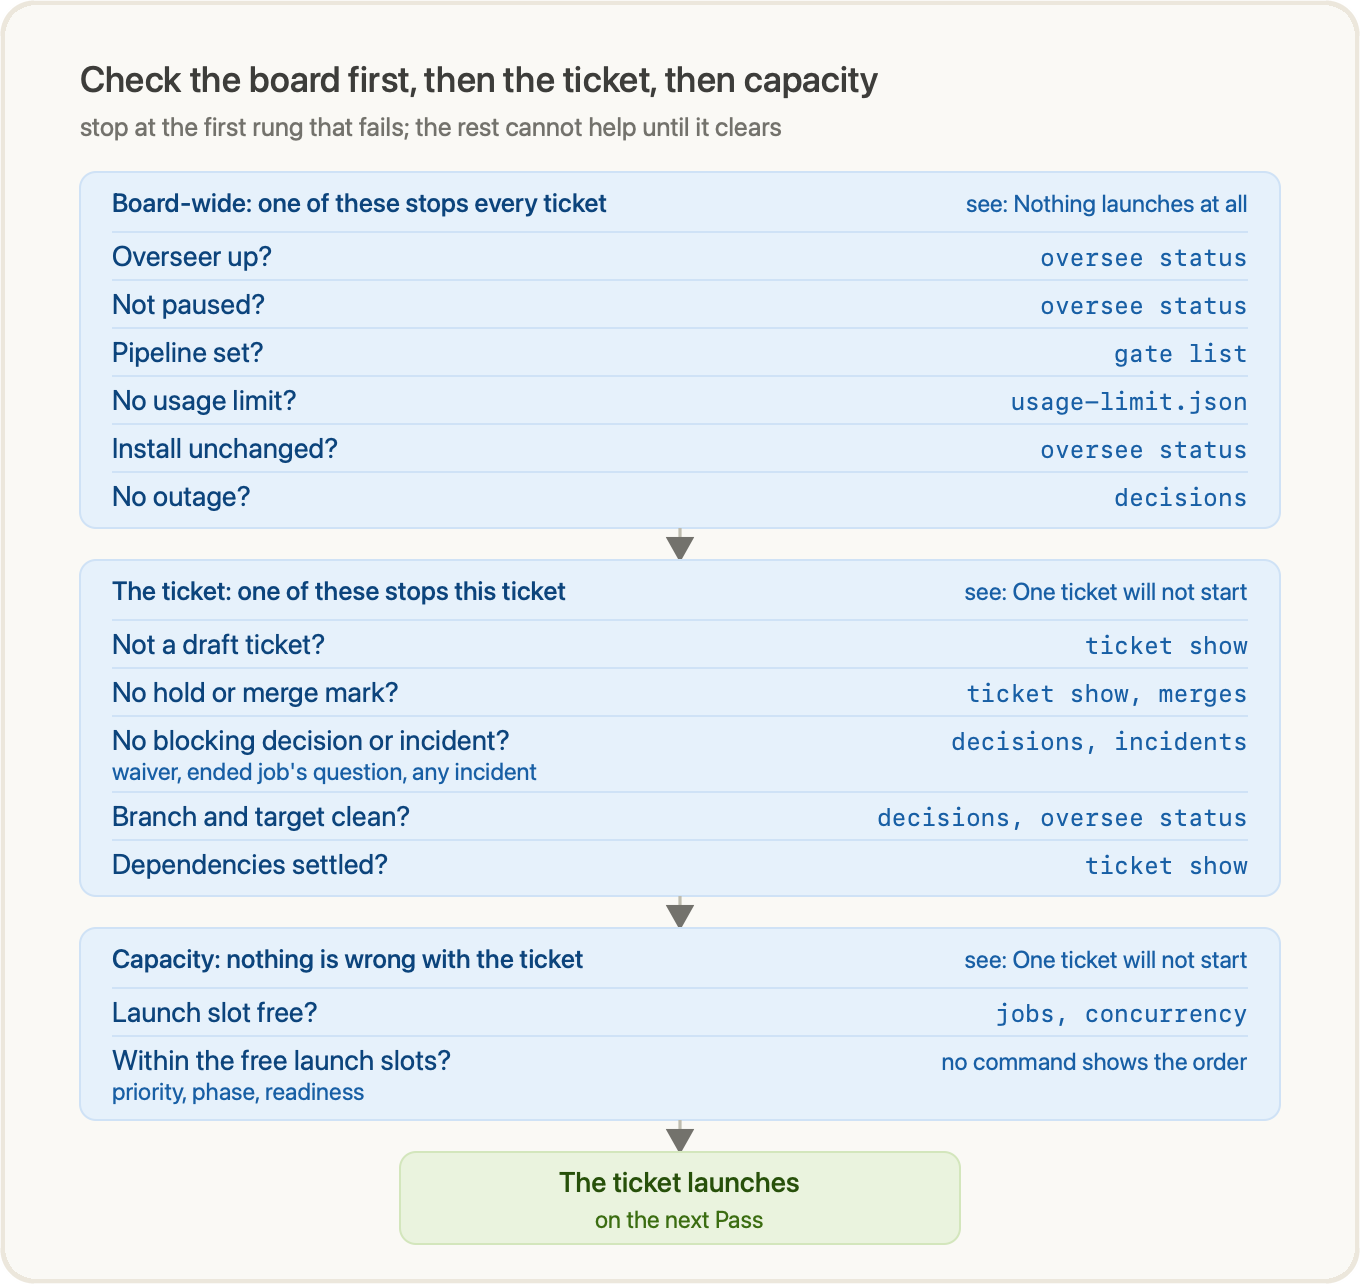 Check the board first, then the ticket, then capacity
stop at the first rung that fails; the rest cannot help until it clears
Board-wide: one of these stops every ticket see: Nothing launches at all
Overseer up? oversee status
Not paused? oversee status
Pipeline set? gate list
No usage limit? usage-limit.json
Install unchanged? oversee status
No outage? decisions
The ticket: one of these stops this ticket see: One ticket will not start
Not a draft ticket? ticket show
No hold or merge mark? ticket show, merges
No blocking decision or incident? decisions, incidents
waiver, ended job's question, any incident
Branch and target clean? decisions, oversee status
Dependencies settled? ticket show
Capacity: nothing is wrong with the ticket see: One ticket will not start
Launch slot free? jobs, concurrency
Within the free launch slots? no command shows the order
priority, phase, readiness
The ticket launches
on the next Pass